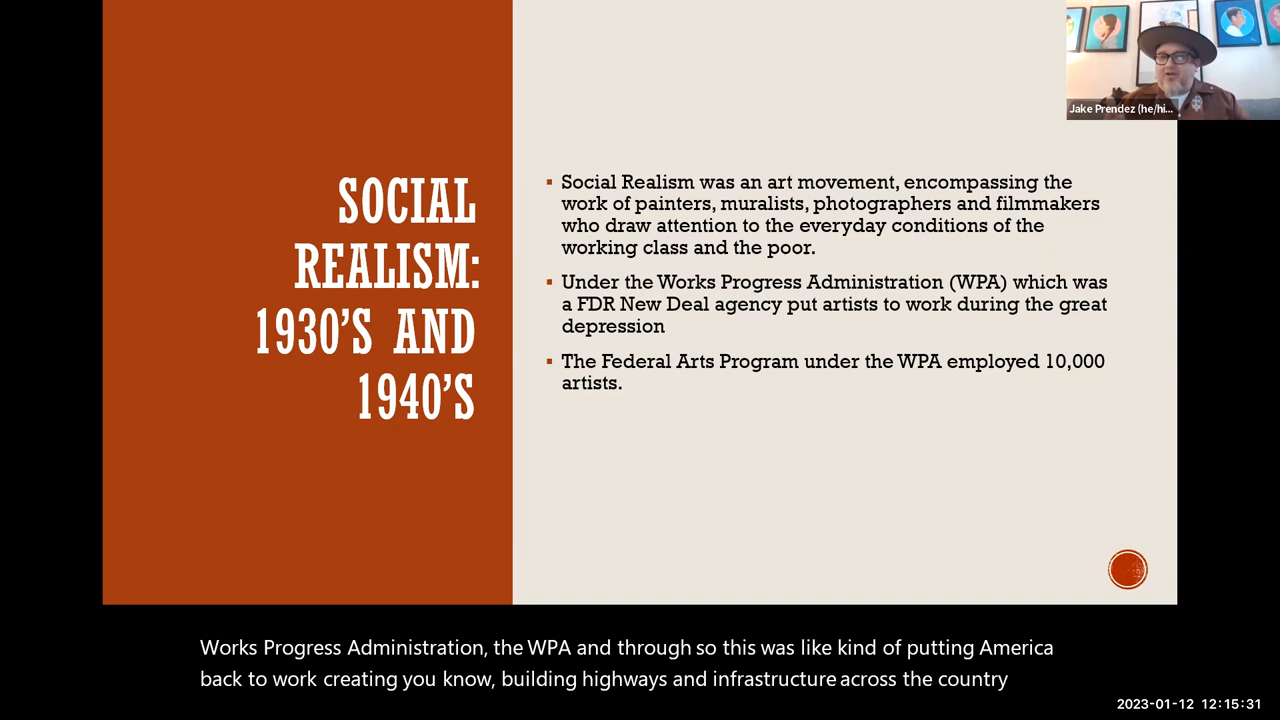 SOCIAL
REALISM:
1930'S AND
1940'S
▪ Social Realism was an art movement, encompassing the
work of painters, muralists, photographers and filmmakers
who draw attention to the everyday conditions of the
working class and the poor.
▪ Under the Works Progress Administration (WPA) which was
a FDR New Deal agency put artists to work during the great
depression
▪ The Federal Arts Program under the WPA employed 10,000
artists.
Jake Prendez (he/hi...
Works Progress Administration, the WPA and through so this was like kind of putting America
back to work creating you know, building highways and infrastructure across the country
2023-01-12 12:15:31